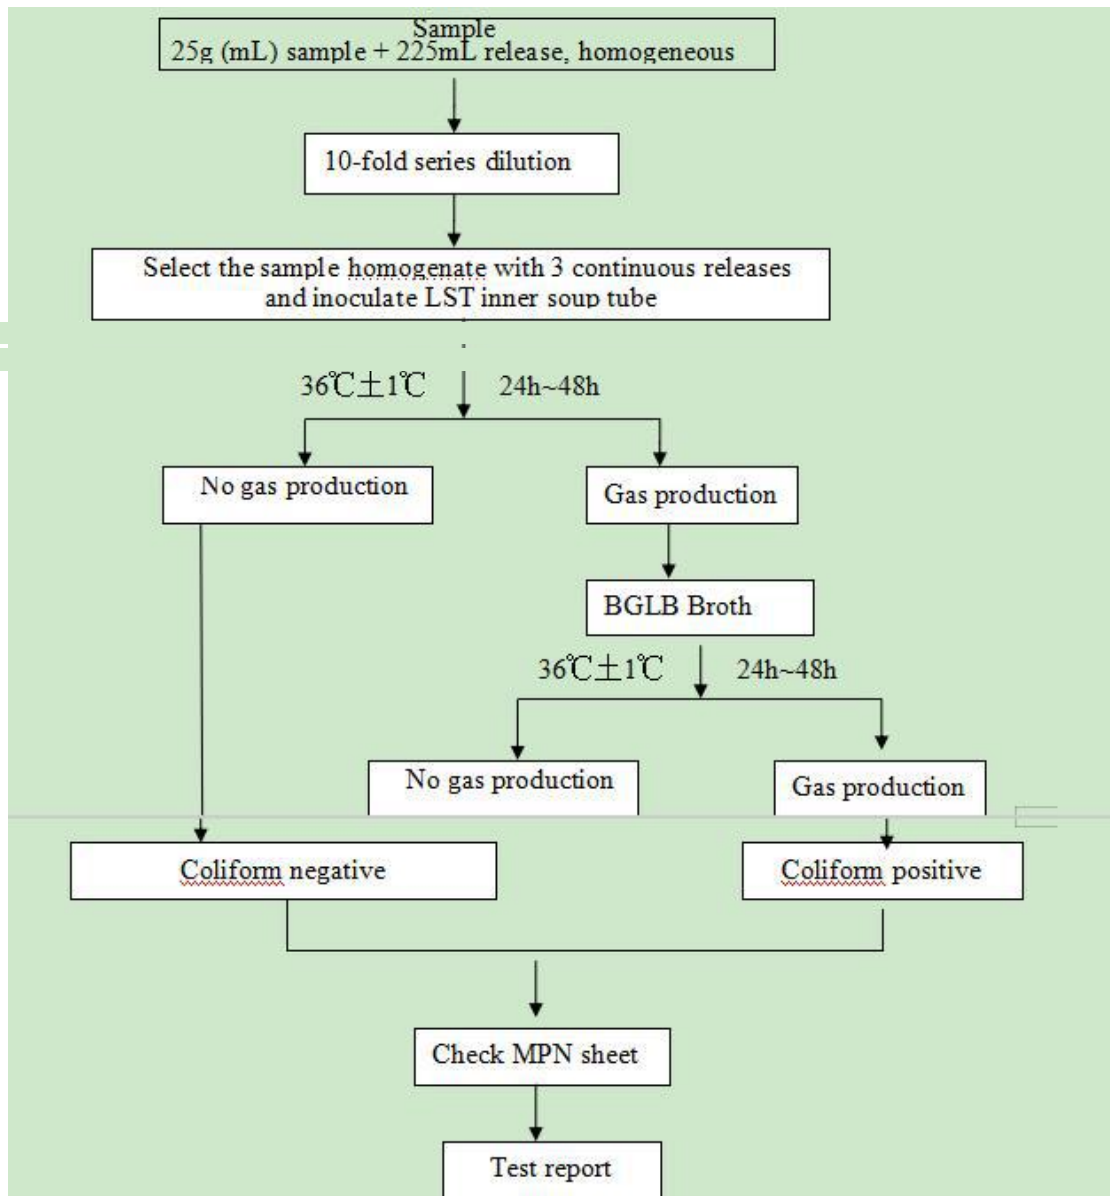 Sample
25g (mL) sample + 225mL release, homogeneous
10-fold series dilution
Select the sample homogenate with 3 continuous releases
and inoculate LST inner soup tube
36℃±1℃ 24h~48h
No gas production
Gas production
BGLB Broth
36℃±1℃ 24h~48h
No gas production
Gas production
Coliform negative
Coliform positive
Check MPN sheet
Test report